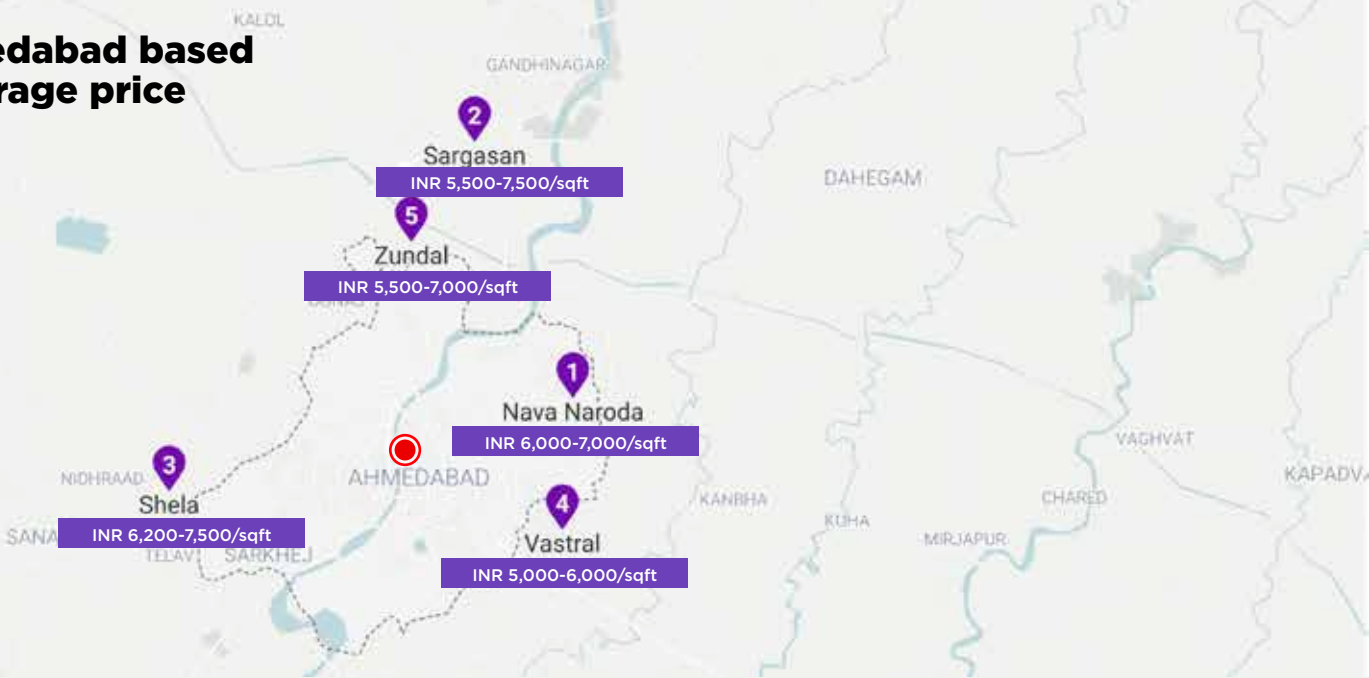 KALOL
edabad based
rage price
GANDHINAGAR
2
Sargasan
INR 5,500-7,500/sqft
DAHEGAM
5
Zundal
INR 5,500-7,000/sqft
1
Nava Naroda
INR 6,000-7,000/sqft
VAGHVAT
3
NIDHRAAD
AHMEDABAD
KAPADVA
4
KANBHA
CHARED
Shela
INR 6,200-7,500/sqft
KUHA
SANA
Vastral
MIRJAPUR
TELAV
SARKHEJ
INR 5,000-6,000/sqft